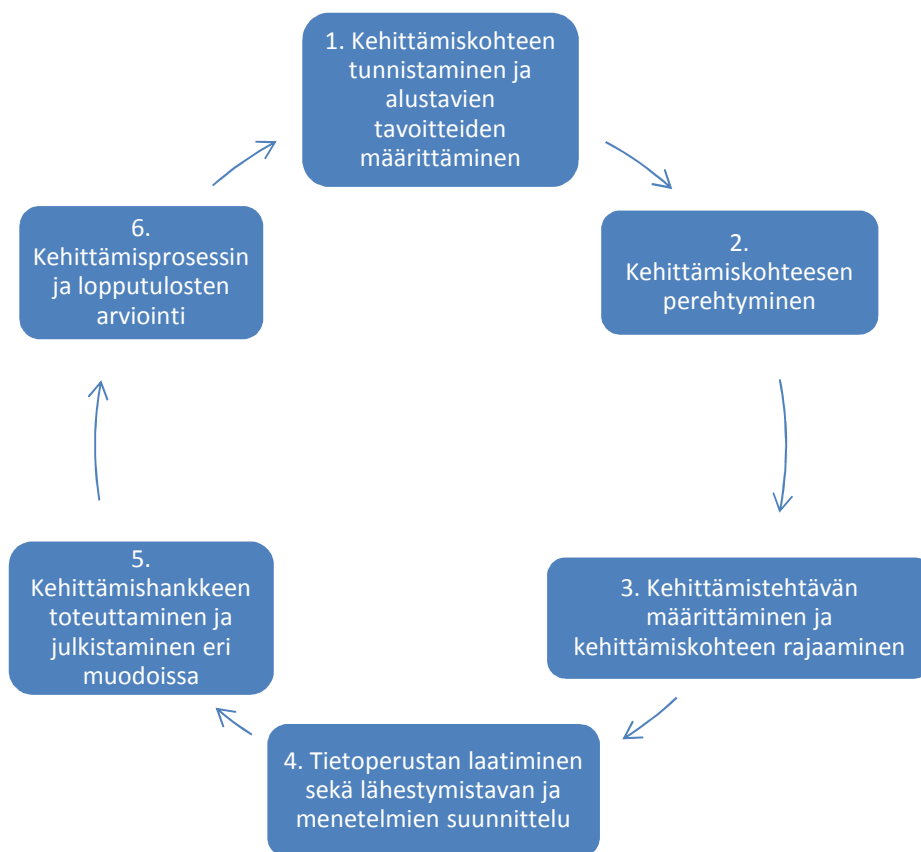 1. Kehittämiskohteen
tunnistaminen ja
alustavien
tavoitteiden
määrittäminen
2.
Kehittämiskohteesen
perehtyminen
3. Kehittämistehtävän
määrittäminen ja
kehittämiskohteen rajaaminen
4. Tietoperustan laatiminen
sekä lähestymistavan ja
menetelmien suunnittelu
5.
Kehittämishankkeen
toteuttaminen ja
julkistaminen eri
muodoissa
6.
Kehittämisprosessin
ja lopputulosten
arviointi